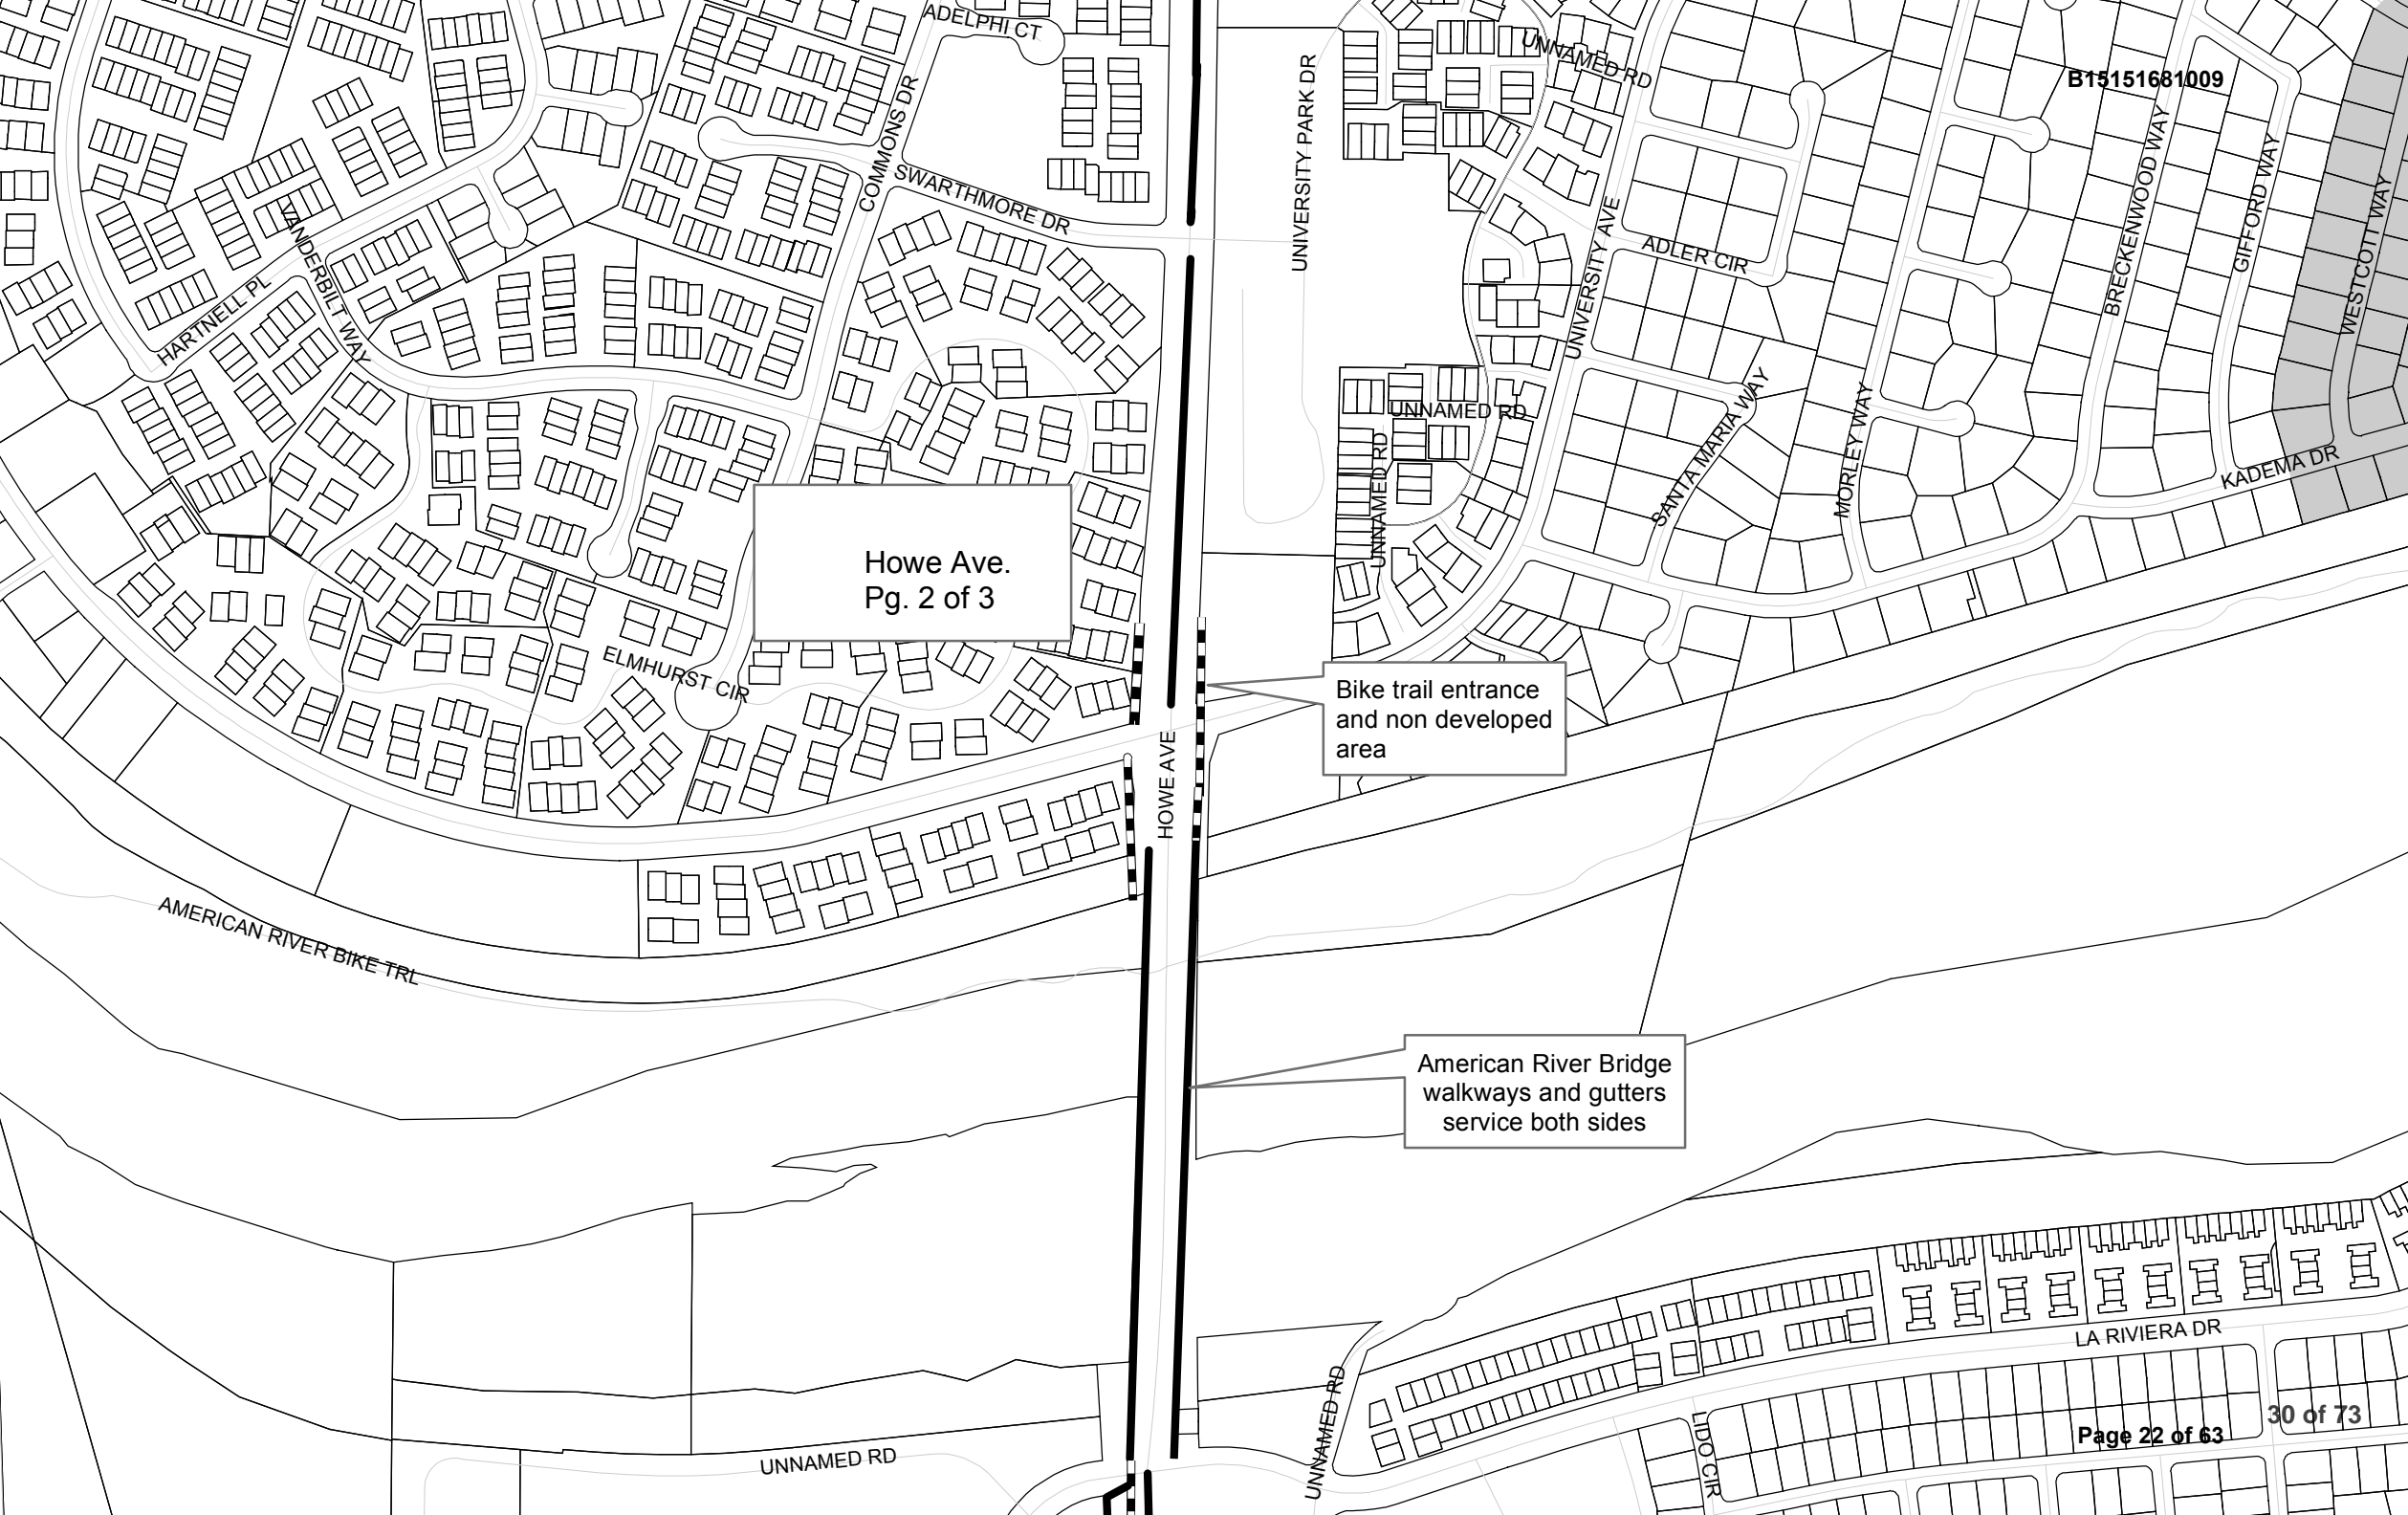 ADELPHI CT
COMMONS DR
SWARTHMORE DR
UNIVERSITY PARK DR
UNNAMED RD
B15151681009
UNIVERSITY AVE
ADLER CIR
BRECKENWOOD WAY
GIFFORD WAY
WESTCOTT WAY
VANDERBILT WAY
HARTNELL PL
UNNAMED RD
UNNAMED RD
SANTA MARIA WAY
MORLEY WAY
KADEMA DR
Howe Ave.
Pg. 2 of 3
ELMHURST CIR
Bike trail entrance
and non developed
area
HOWE AVE
AMERICAN RIVER BIKE TRL
American River Bridge
walkways and gutters
service both sides
LA RIVIERA DR
UNNAMED RD
LIDO CIR
30 of 73
Page 22 of 63
UNNAMED RD